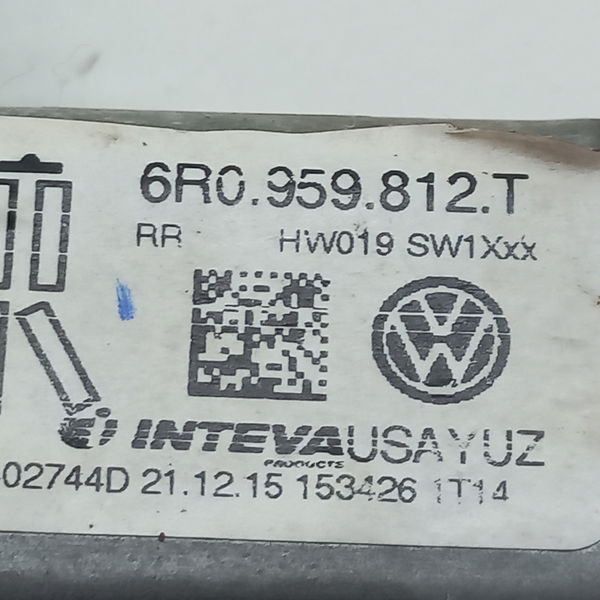 6R0.959.812.T
RR HW019 SW1Xxx
INTEVA USAYUZ
PRODUCTS
02744D 21.12.15 153426 1T14